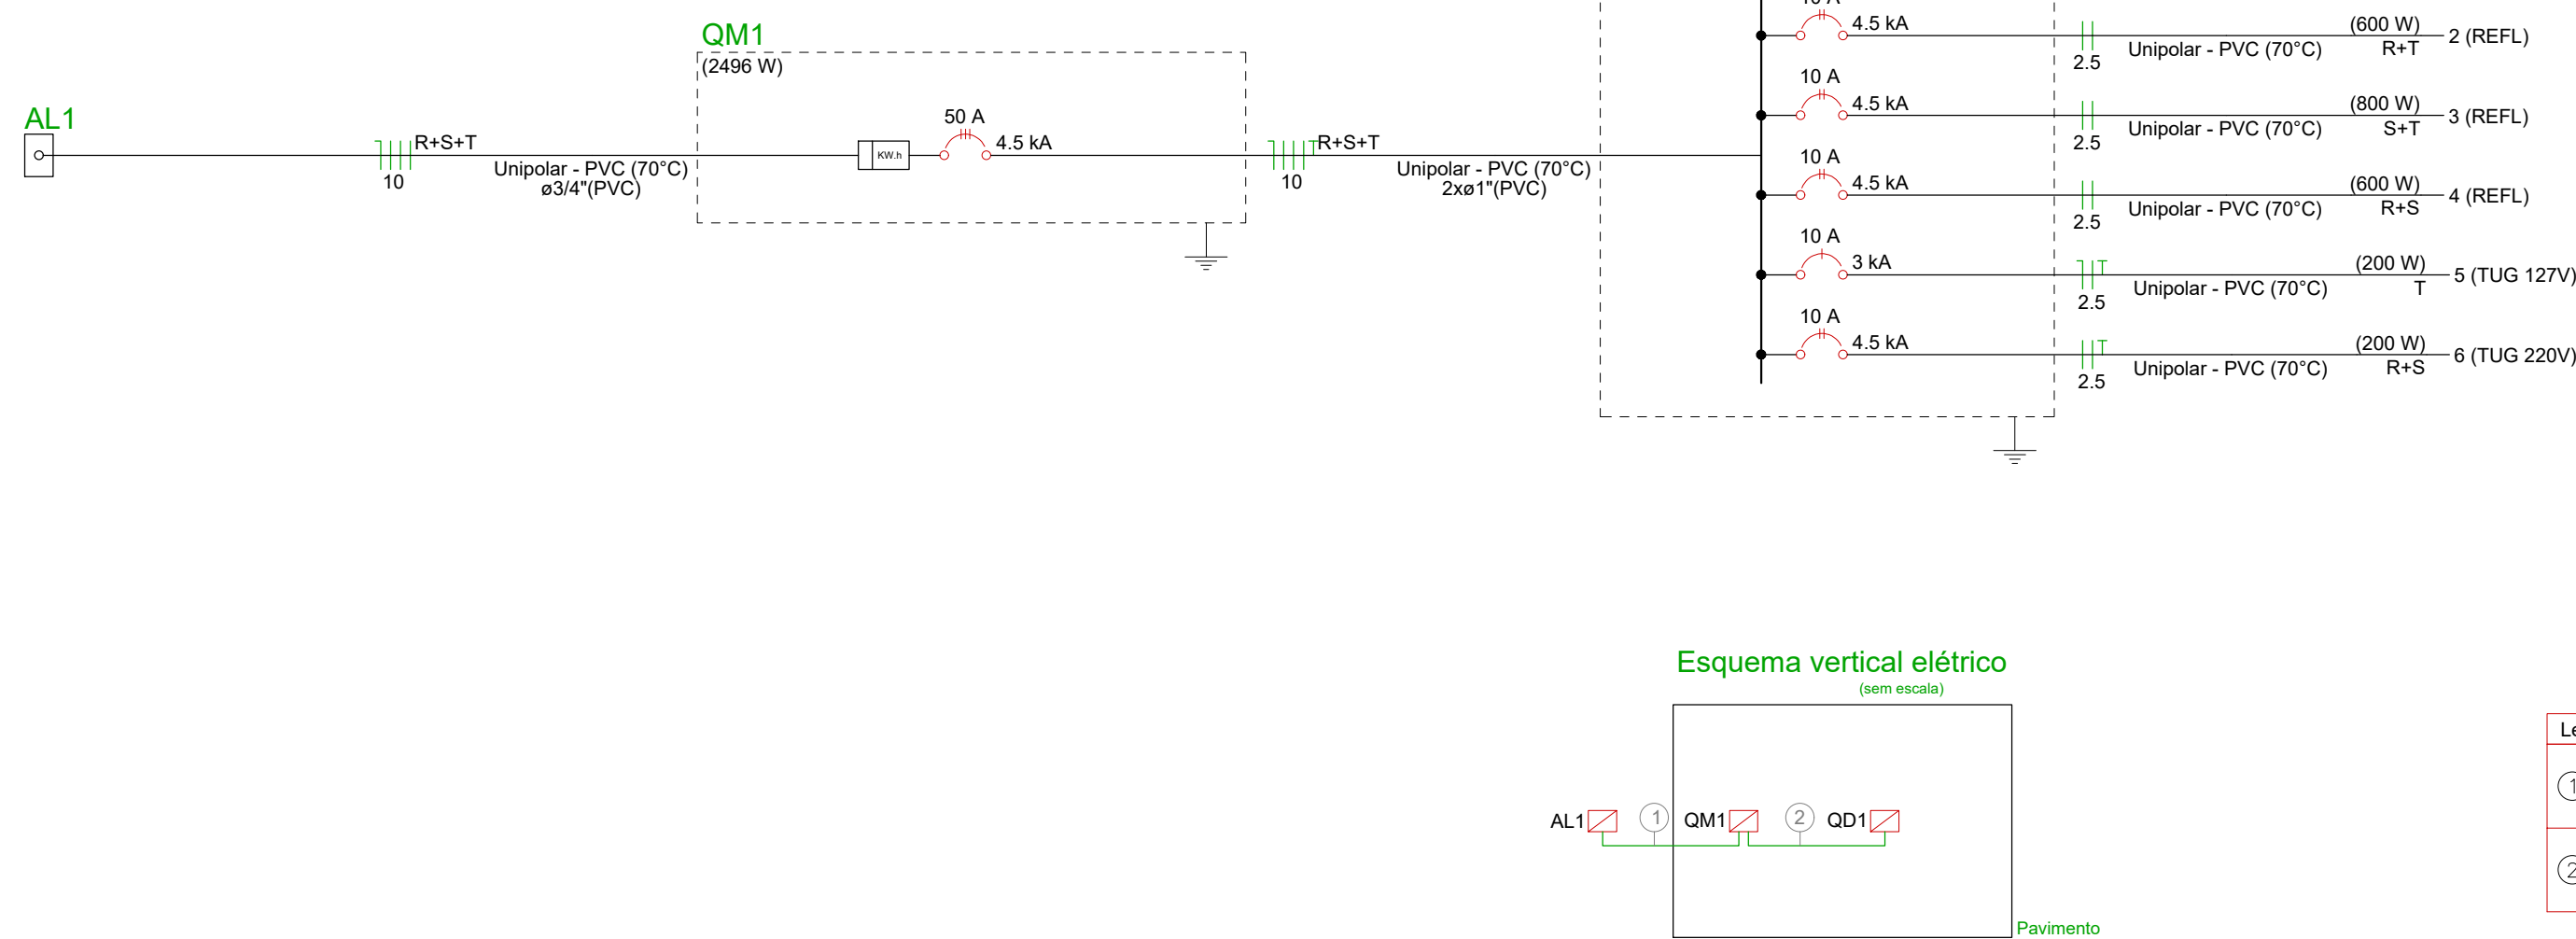 QM1
(2496 W)
AL1
R+S+T
10
Unipolar - PVC (70°C)
ø3/4"(PVC)
KW.h
50 A
4.5 kA
R+S+T
10
Unipolar - PVC (70°C)
2xø1"(PVC)
4.5 kA
2.5
Unipolar - PVC (70°C)
(600 W)
R+T
2 (REFL)
10 A
4.5 kA
2.5
Unipolar - PVC (70°C)
(800 W)
S+T
3 (REFL)
10 A
4.5 kA
2.5
Unipolar - PVC (70°C)
(600 W)
R+S
4 (REFL)
10 A
3 kA
2.5
Unipolar - PVC (70°C)
(200 W)
T
5 (TUG 127V)
10 A
4.5 kA
2.5
Unipolar - PVC (70°C)
(200 W)
R+S
6 (TUG 220V)
Esquema vertical elétrico
(sem escala)
AL1
1
QM1
2
QD1
Pavimento
1
2